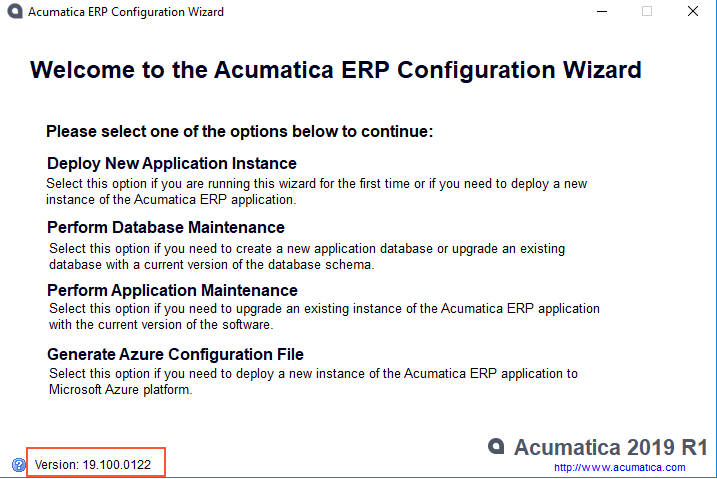 Acumatica ERP Configuration Wizard
Welcome to the Acumatica ERP Configuration Wizard
Please select one of the options below to continue:
Deploy New Application Instance
Select this option if you are running this wizard for the first time or if you need to deploy a new
instance of the Acumatica ERP application.
Perform Database Maintenance
Select this option if you need to create a new application database or upgrade an existing
database with a current version of the database schema.
Perform Application Maintenance
Select this option if you need to upgrade an existing instance of the Acumatica ERP application
with the current version of the software.
Generate Azure Configuration File
Select this option if you need to deploy a new instance of the Acumatica ERP application to
Microsoft Azure platform.
Acumatica 2019 R1
http://www.acumatica.com
? Version: 19.100.0122